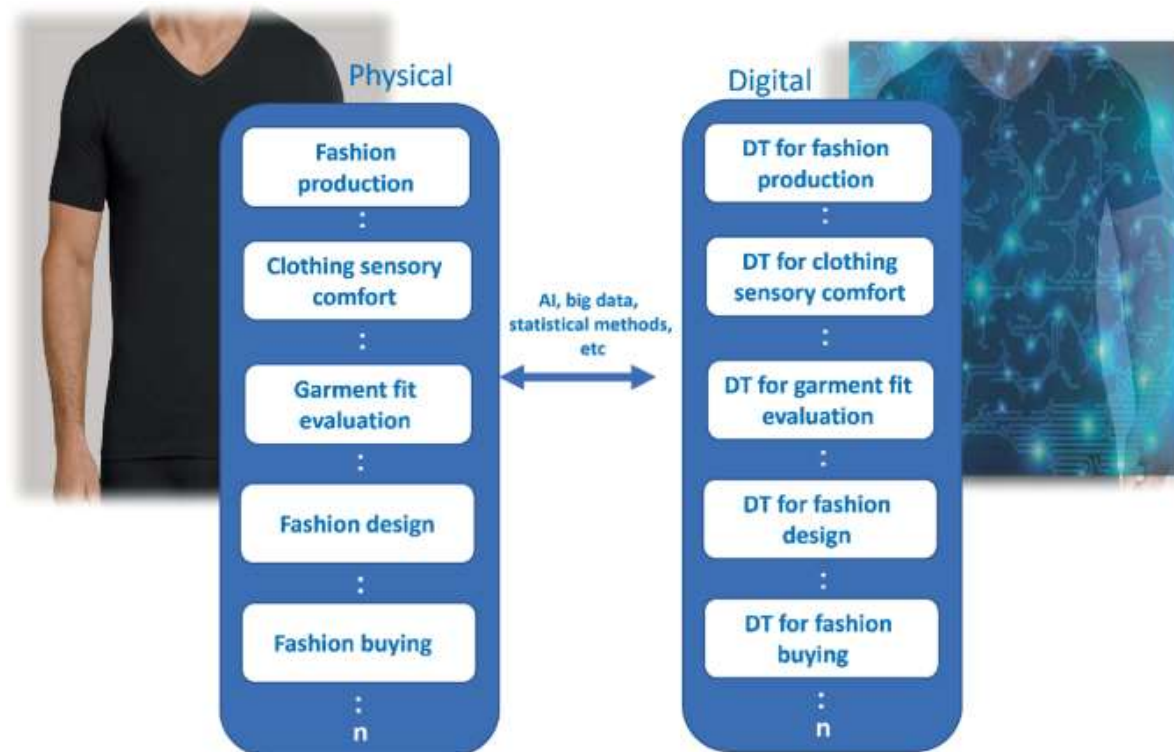 Physical
Fashion
production
Clothing sensory
comfort
Garment fit
evaluation
Fashion design
Fashion buying
n
AI, big data,
statistical methods,
etc
Digital
DT for fashion
production
DT for clothing
sensory comfort
DT for garment fit
evaluation
DT for fashion
design
DT for fashion
buying
n